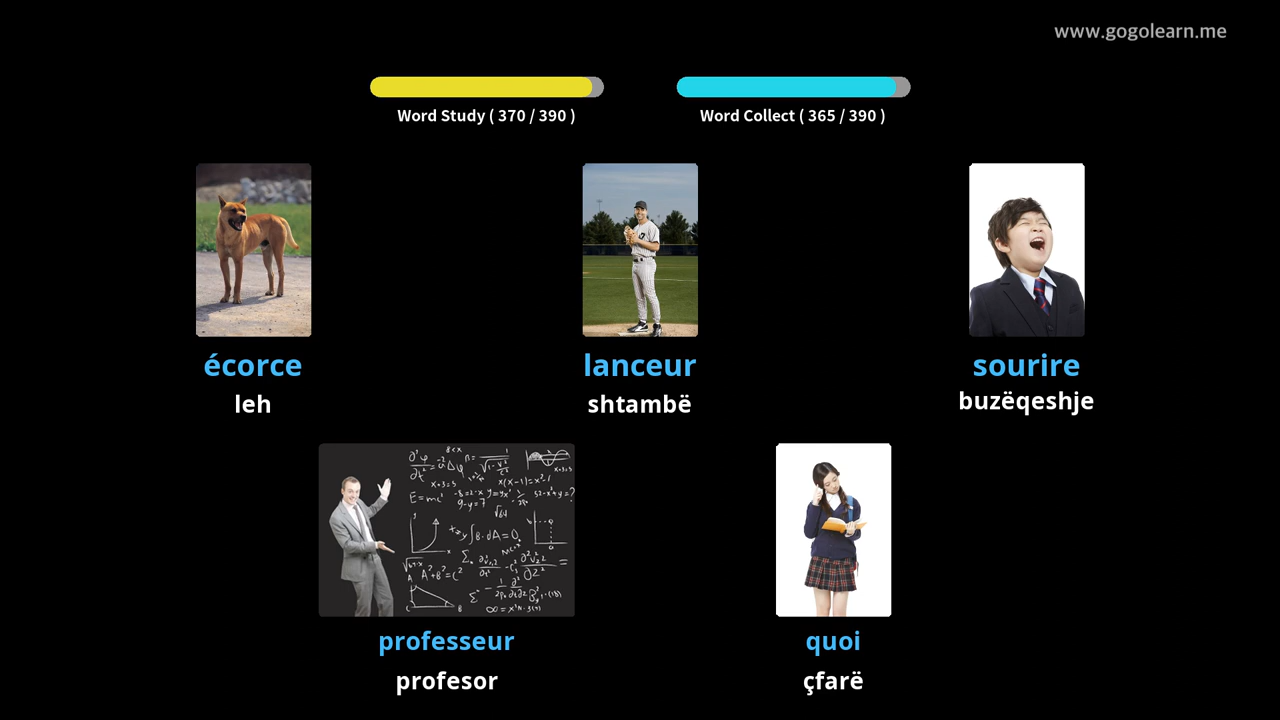 www.gogolearn.me
Word Study ( 370 / 390 )
Word Collect ( 365 / 390 )
écorce
lanceur
sourire
leh
shtambë
buzëqeshje
professeur
quoi
profesor
çfarë